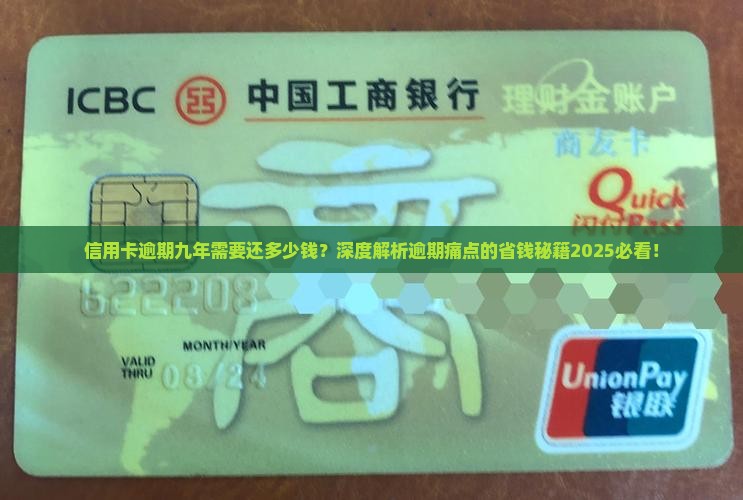 ICBC 中国工商银行 理财金账户
商友卡
Quick
闪付Pass
信用卡逾期九年需要还多少钱？深度解析逾期痛点的省钱秘籍2025必看！
622208
商
MONTH/YEAR
VALID
THRU 03/24
UnionPay
银联